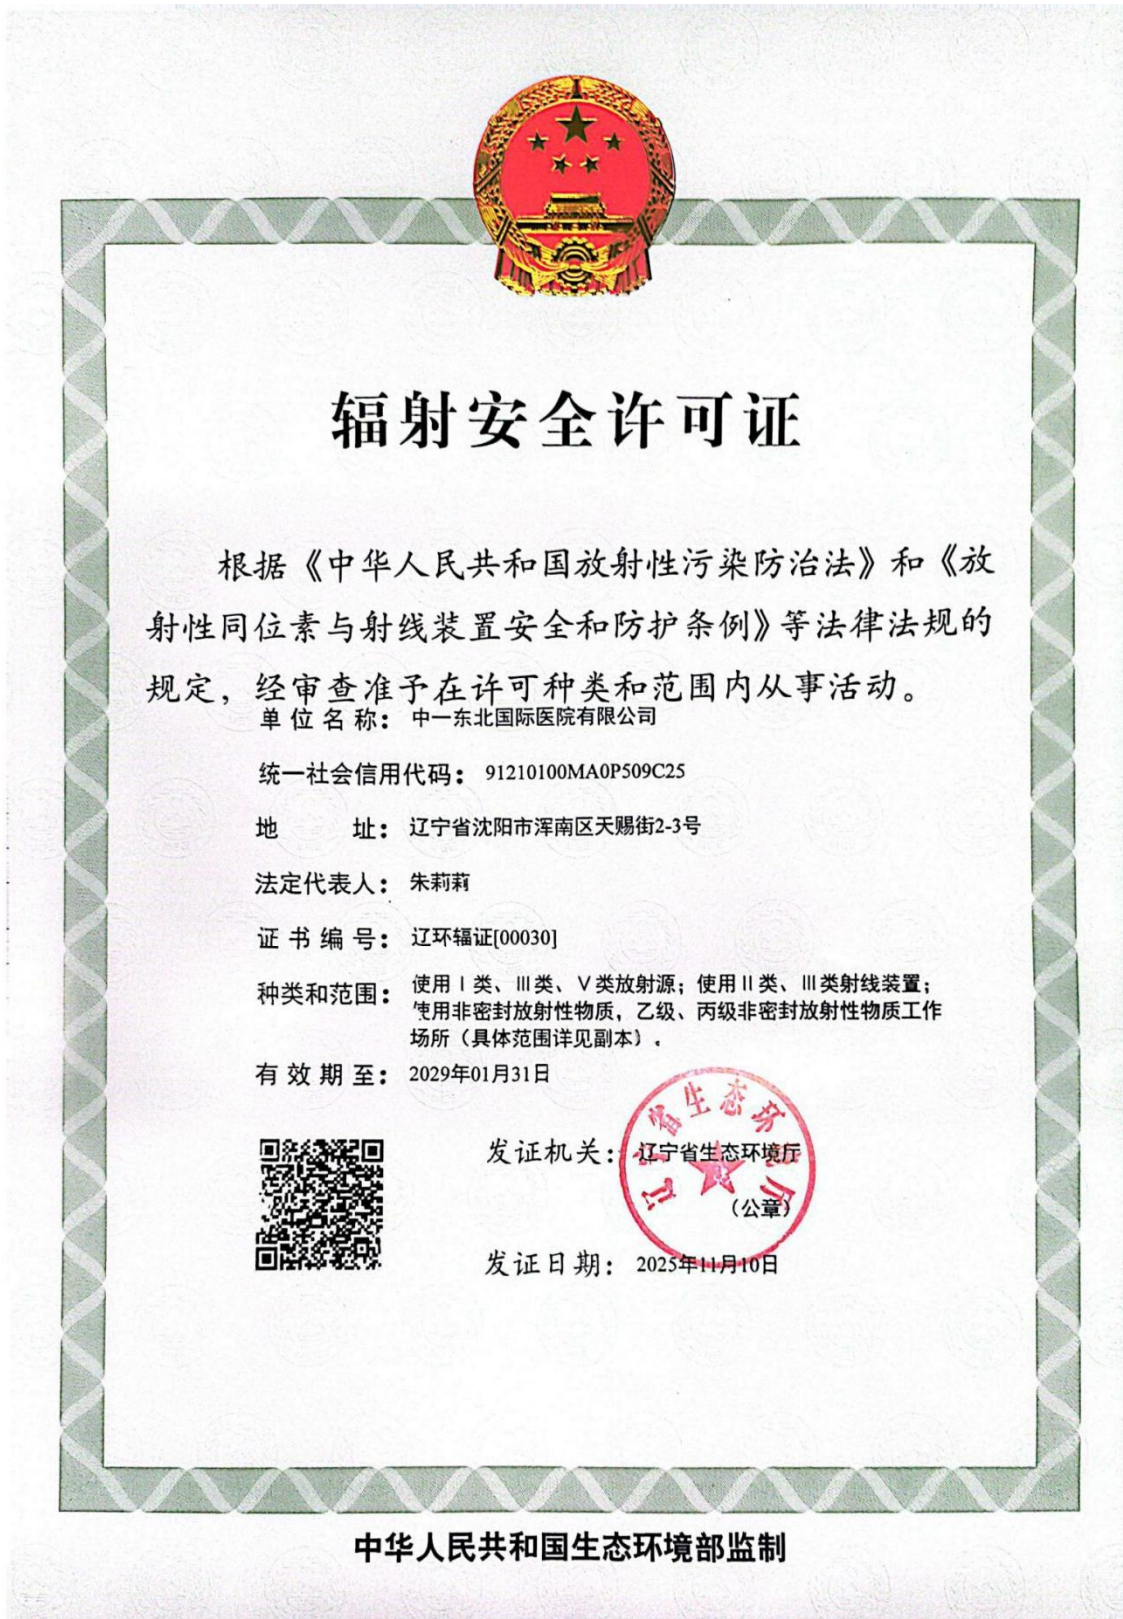 辐射安全许可证
根据《中华人民共和国放射性污染防治法》和《放
射性同位素与射线装置安全和防护条例》等法律法规的
规定，经审查准予在许可种类和范围内从事活动。
单位名称：中一东北国际医院有限公司
统一社会信用代码：91210100MA0P509C25
地址：辽宁省沈阳市浑南区天赐街2-3号
法定代表人：朱莉莉
证书编号：辽环辐证[00030]
种类和范围：使用Ⅰ类、Ⅲ类、Ⅴ类放射源；使用Ⅱ类、Ⅲ类射线装置；
使用非密封放射性物质，乙级、丙级非密封放射性物质工作
场所（具体范围详见副本）。
有效期至：2029年01月31日
发证机关：辽宁省生态环境厅
（公章）
辽宁省生态环境厅
发证日期：2025年11月10日
中华人民共和国生态环境部监制